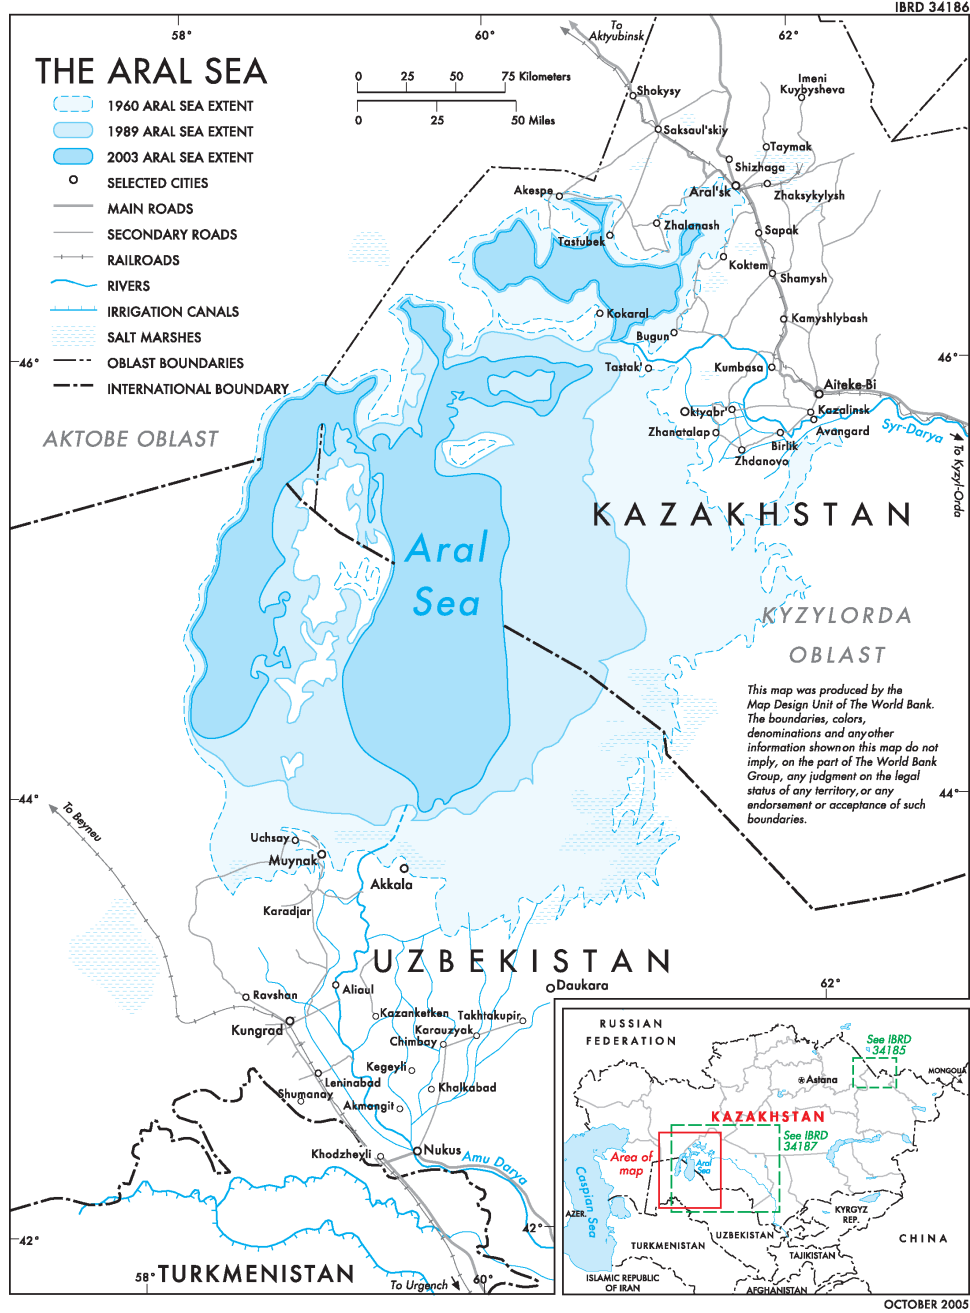 IBRD 34186
58°
60°
62°
To
Aktyubinsk
THE ARAL SEA
1960 ARAL SEA EXTENT
1989 ARAL SEA EXTENT
2003 ARAL SEA EXTENT
SELECTED CITIES
MAIN ROADS
SECONDARY ROADS
RAILROADS
RIVERS
IRRIGATION CANALS
SALT MARSHES
OBLAST BOUNDARIES
INTERNATIONAL BOUNDARY
0 25 50 75 Kilometers
0 25 50 Miles
Shokysy
Imeni
Kuybysheva
Saksaul'skiy
Taymak
Shizhaga
Akespe
Aral'sk
Zhaksykylysh
Zhalanash
Tastubek
Sapak
Koktem
Shamysh
Kokaral
Kamyshlybash
Bugun
46°
46°
Tastak'
Kumbasa
Aiteke-Bi
Oktyabr'
Kazalinsk
Zhanatalap
Avangard
Syr-Darya
Birlik
Zhdanovo
To Kyzyl-Orda
AKTOBE OBLAST
KAZAKHSTAN
Aral
Sea
KYZYLORDA
OBLAST
This map was produced by the
Map Design Unit of The World Bank.
The boundaries, colors,
denominations and any other
information shown on this map do not
imply, on the part of The World Bank
Group, any judgment on the legal
status of any territory, or any
endorsement or acceptance of such
boundaries.
44°
44°
To Beyneu
Uchsay
Muynak
Akkala
Karadjar
UZBEKISTAN
Daukara
62°
Aliaul
Ravshan
Kazanketken
Takhtakupir
Kungrad
Karauzyak
Chimbay
Kegeyli
Leninabad
Khalkabad
Shumanay
Akmangit
Khodzheyli
Nukus
Amu Darya
42°
42°
58°
TURKMENISTAN
To Urgench
60°
RUSSIAN
FEDERATION
See IBRD
34185
MONGOLIA
Astana
KAZAKHSTAN
See IBRD
34187
Area of
map
Aral
Sea
Caspian Sea
AZER.
KYRGYZ
REP.
UZBEKISTAN
TURKMENISTAN
CHINA
TAJIKISTAN
ISLAMIC REPUBLIC
OF IRAN
AFGHANISTAN
OCTOBER 2005